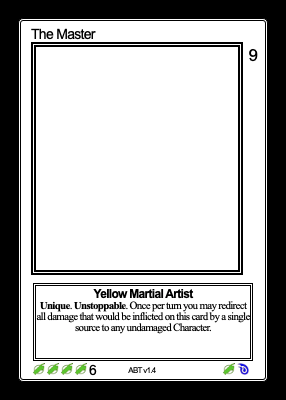 The Master
9
Yellow Martial Artist
Unique. Unstoppable. Once per turn you may redirect
all damage that would be inflicted on this card by a single
source to any undamaged Character.
6
ABT v1.4